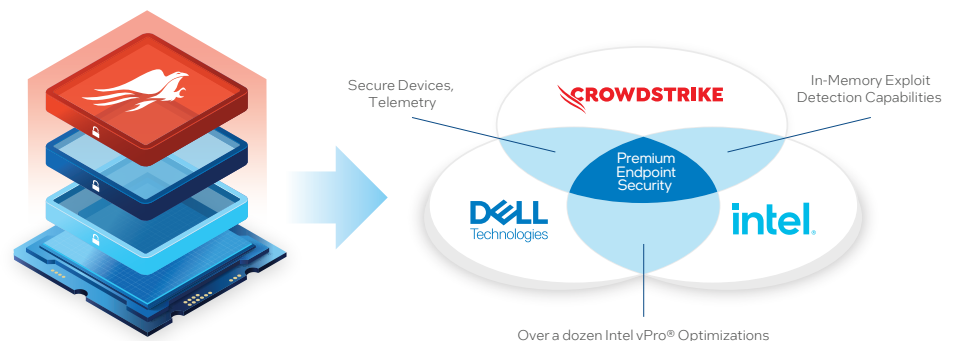 Secure Devices,
Telemetry
CROWDSTRIKE
In-Memory Exploit
Detection Capabilities
Premium
Endpoint
Security
DELL
Technologies
intel.
Over a dozen Intel vPro® Optimizations